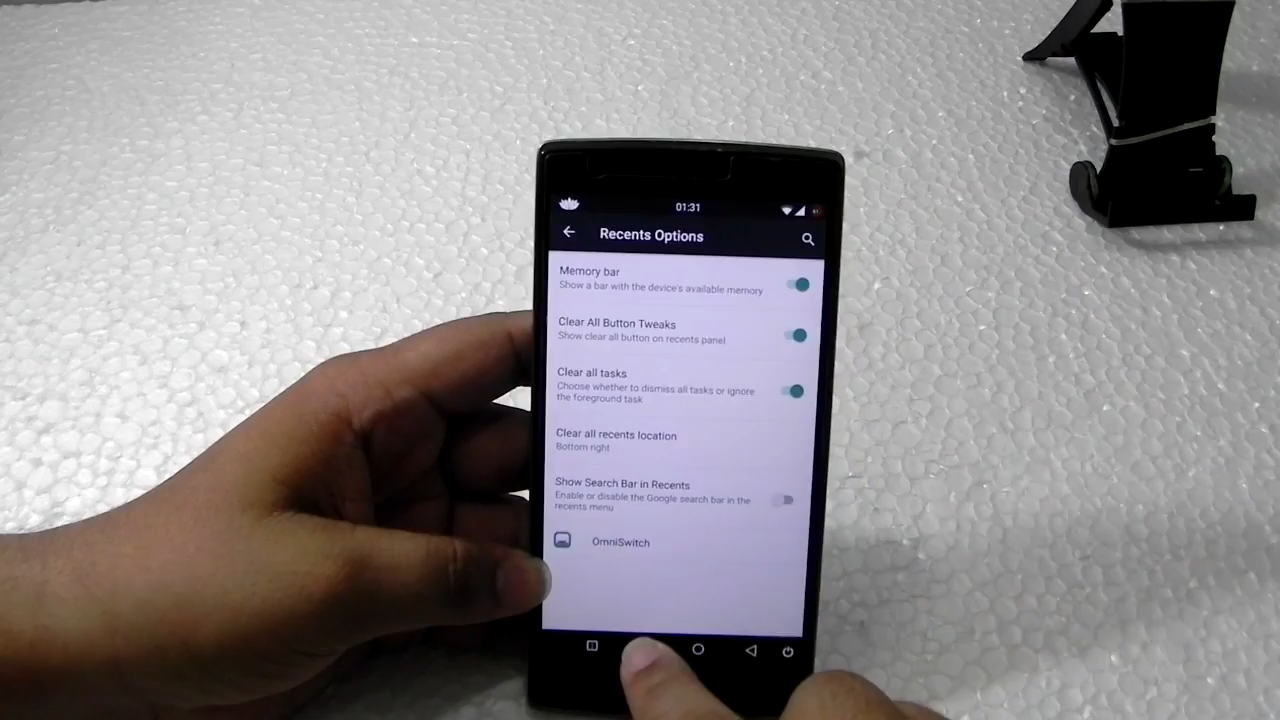 01:31
Recents Options
Memory bar
Show a bar with the device's available memory
Clear All Button Tweaks
Show clear all button on recents panel
Clear all tasks
Choose whether to dismiss all tasks or ignore
the foreground task
Clear all recents location
Bottom right
Show Search Bar in Recents
Enable or disable the Google search bar in the
recents menu
OmniSwitch